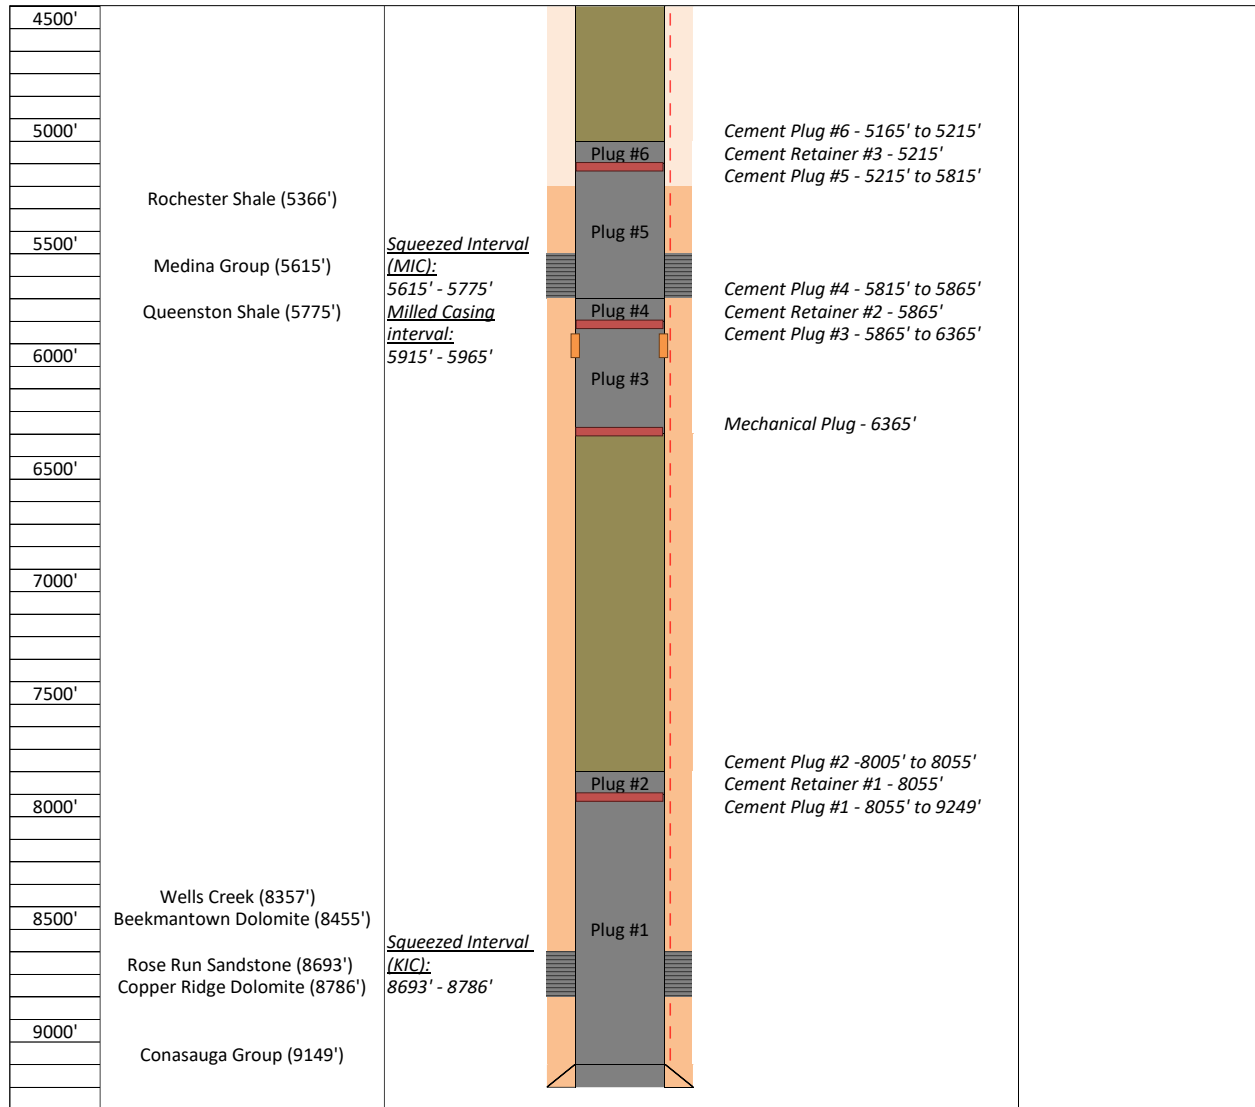 4500'
5000'
5500'
6000'
6500'
7000'
7500'
8000'
8500'
9000'
Rochester Shale (5366')
Medina Group (5615')
Queenston Shale (5775')
Wells Creek (8357')
Beekmantown Dolomite (8455')
Rose Run Sandstone (8693')
Copper Ridge Dolomite (8786')
Conasauga Group (9149')
Squeezed Interval
(MIC):
5615' - 5775'
Milled Casing
interval:
5915' - 5965'
Squeezed Interval
(KIC):
8693' - 8786'
Plug #6
Plug #5
Plug #4
Plug #3
Plug #2
Plug #1
Cement Plug #6 - 5165' to 5215'
Cement Retainer #3 - 5215'
Cement Plug #5 - 5215' to 5815'
Cement Plug #4 - 5815' to 5865'
Cement Retainer #2 - 5865'
Cement Plug #3 - 5865' to 6365'
Mechanical Plug - 6365'
Cement Plug #2 -8005' to 8055'
Cement Retainer #1 - 8055'
Cement Plug #1 - 8055' to 9249'